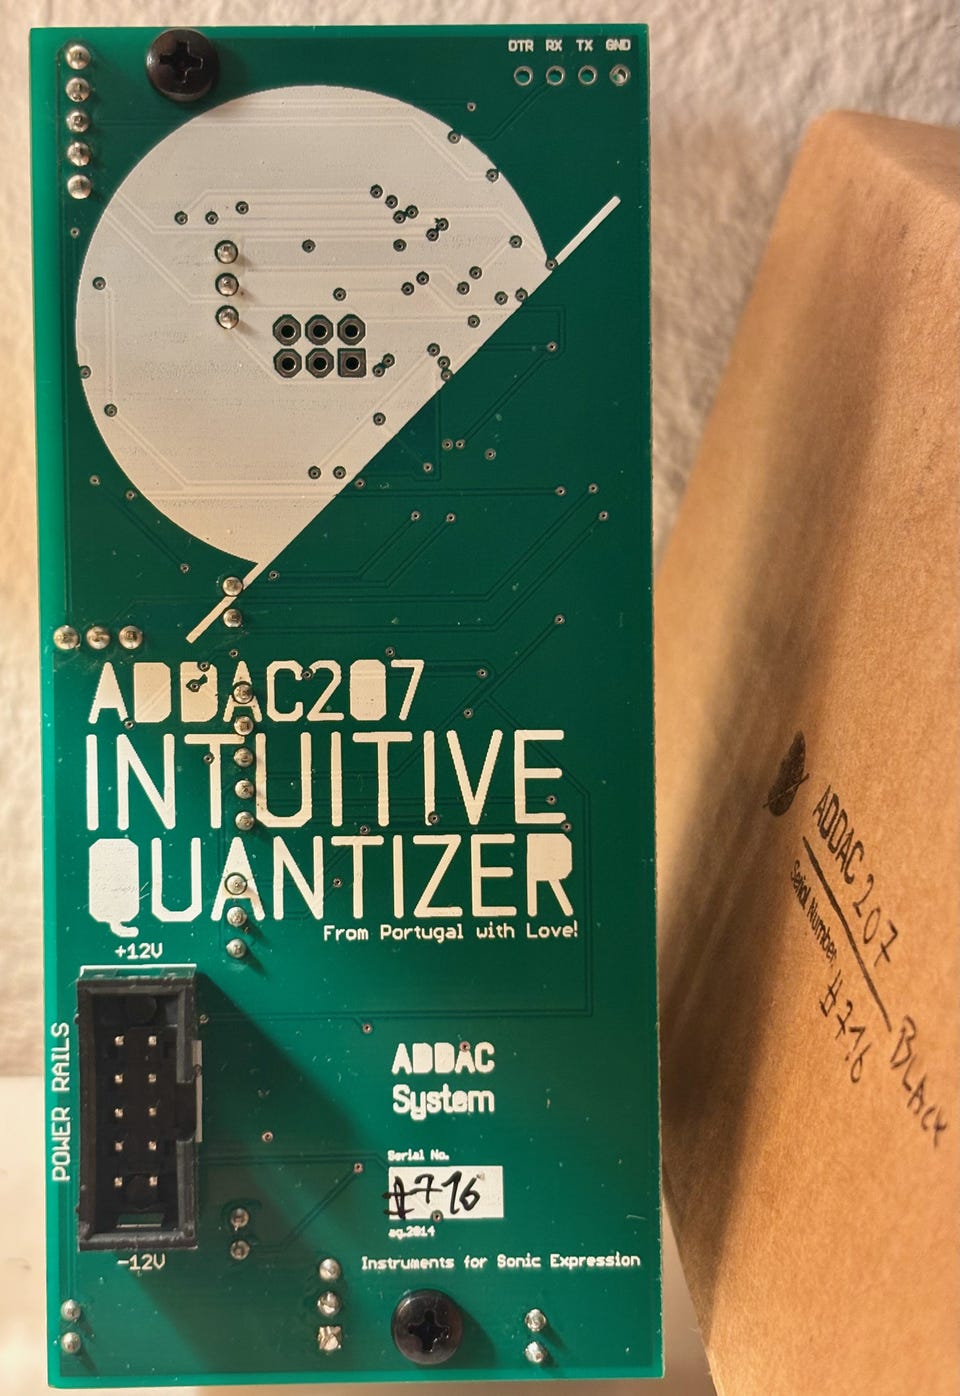 DTR RX TX GND
ADDAC207
INTUITIVE
QUANTIZER
From Portugal with Love!
+12V
POWER RAILS
-12V
ADDAC
System
Serial No.
#716
ag.2014
Instruments for Sonic Expression
ADDAC 207
Serial Number: #716
BLACK